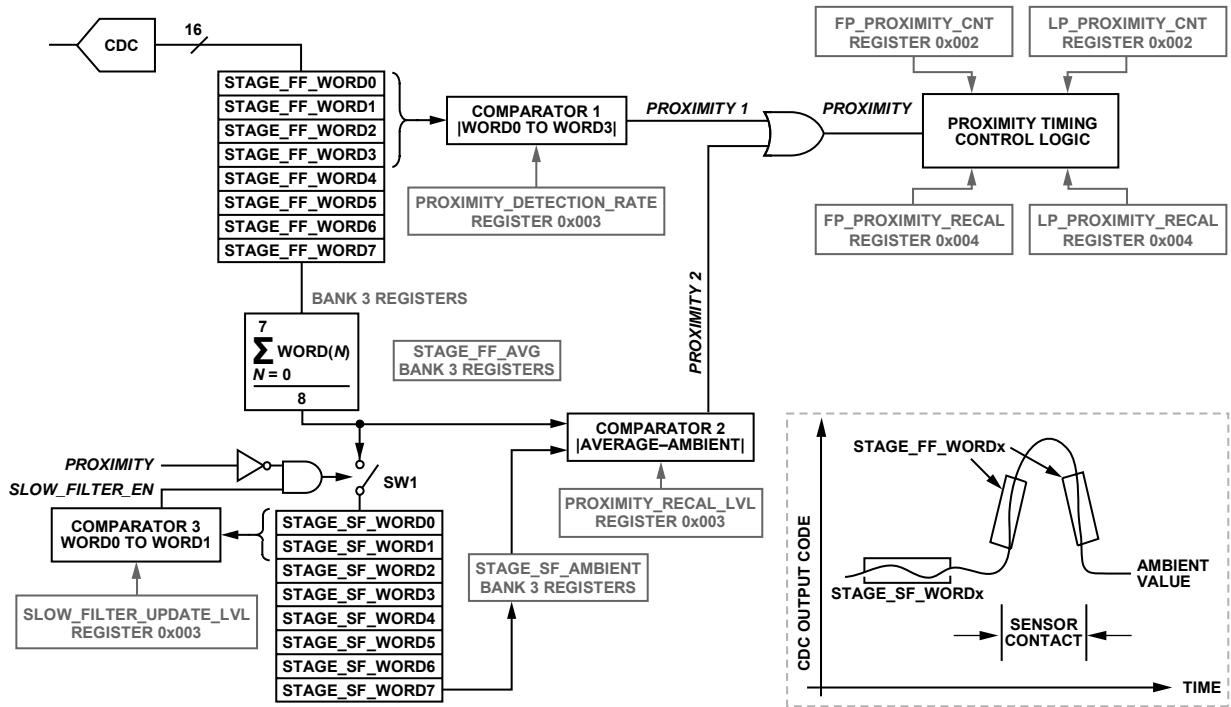 CDC
16
STAGE_FF_WORD0
STAGE_FF_WORD1
STAGE_FF_WORD2
STAGE_FF_WORD3
STAGE_FF_WORD4
STAGE_FF_WORD5
STAGE_FF_WORD6
STAGE_FF_WORD7
COMPARATOR 1
|WORD0 TO WORD3|
PROXIMITY_DETECTION_RATE
REGISTER 0x003
PROXIMITY 1
PROXIMITY
FP_PROXIMITY_CNT
REGISTER 0x002
LP_PROXIMITY_CNT
REGISTER 0x002
PROXIMITY TIMING
CONTROL LOGIC
FP_PROXIMITY_RECAL
REGISTER 0x004
LP_PROXIMITY_RECAL
REGISTER 0x004
BANK 3 REGISTERS
7
Σ WORD(N)
N = 0
8
STAGE_FF_AVG
BANK 3 REGISTERS
PROXIMITY 2
COMPARATOR 2
|AVERAGE–AMBIENT|
PROXIMITY_RECAL_LVL
REGISTER 0x003
PROXIMITY
SLOW_FILTER_EN
SW1
COMPARATOR 3
WORD0 TO WORD1
SLOW_FILTER_UPDATE_LVL
REGISTER 0x003
STAGE_SF_WORD0
STAGE_SF_WORD1
STAGE_SF_WORD2
STAGE_SF_WORD3
STAGE_SF_WORD4
STAGE_SF_WORD5
STAGE_SF_WORD6
STAGE_SF_WORD7
STAGE_SF_AMBIENT
BANK 3 REGISTERS
CDC OUTPUT CODE
STAGE_FF_WORDx
STAGE_SF_WORDx
AMBIENT
VALUE
SENSOR
CONTACT
TIME